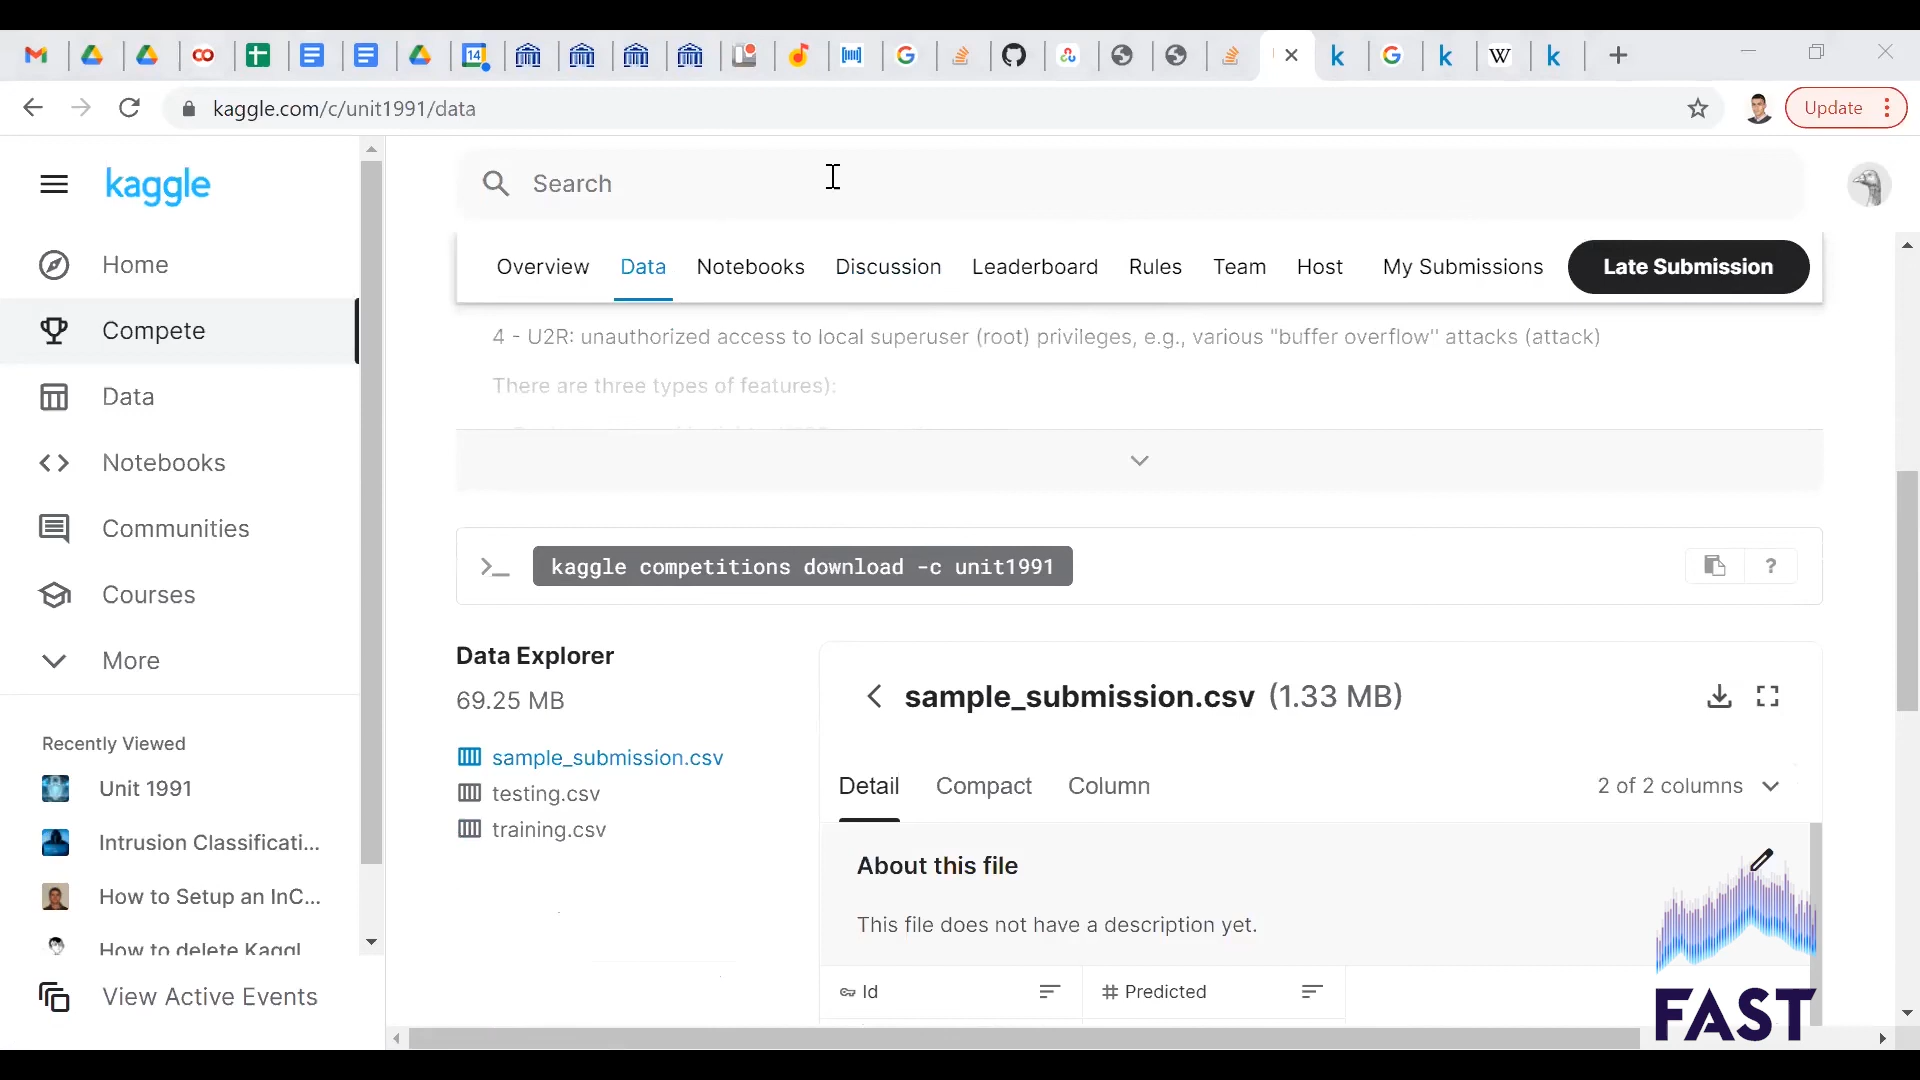 kaggle.com/c/unit1991/data
Update
kaggle
Search
Home
Compete
Data
Notebooks
Communities
Courses
More
Recently Viewed
Unit 1991
Intrusion Classificati...
How to Setup an InC...
How to delete Kaggl
View Active Events
Overview Data Notebooks Discussion Leaderboard Rules Team Host My Submissions Late Submission
4 - U2R: unauthorized access to local superuser (root) privileges, e.g., various "buffer overflow" attacks (attack)
There are three types of features):
>_ kaggle competitions download -c unit1991 ?
Data Explorer
69.25 MB
sample_submission.csv
testing.csv
training.csv
sample_submission.csv (1.33 MB)
Detail Compact Column 2 of 2 columns
About this file
This file does not have a description yet.
Id # Predicted
FAST